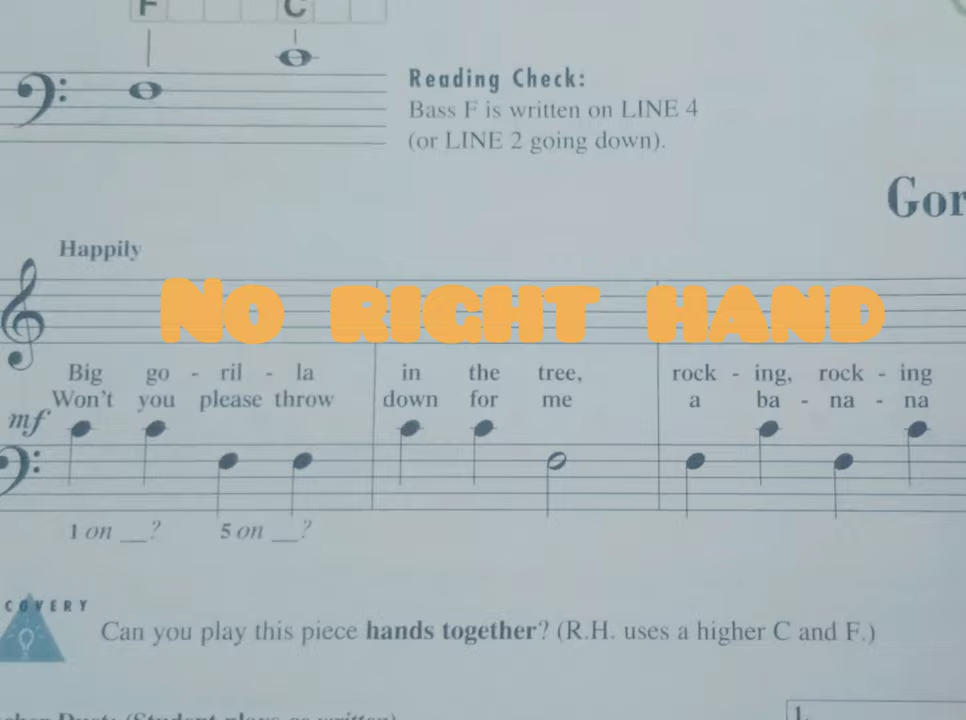 F C
Reading Check:
Bass F is written on LINE 4
(or LINE 2 going down).
Happily
NO RIGHT HAND
Big go - ril - la in the tree, rock - ing, rock - ing
Won't you please throw down for me a ba - na - na
mf
1 on __? 5 on __?
Can you play this piece hands together? (R.H. uses a higher C and F.)
1.